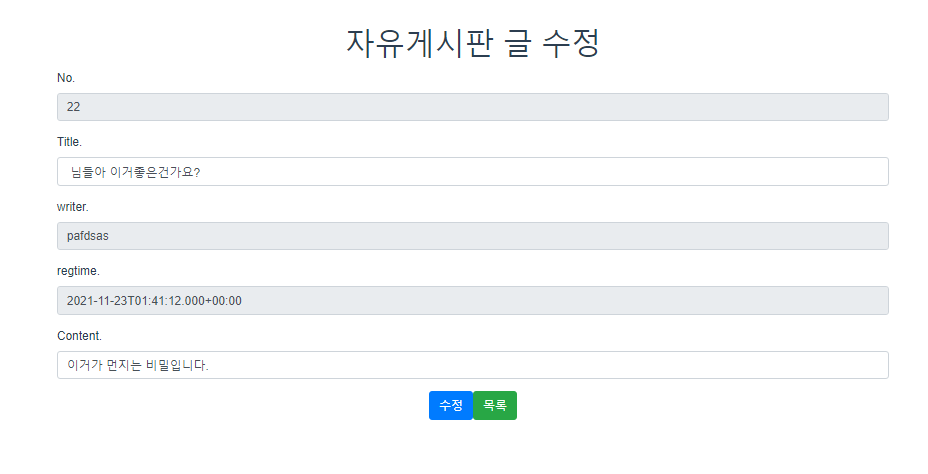 자유게시판 글 수정
No.
22
Title.
님들아 이거좋은건가요?
writer.
pafdsas
regtime.
2021-11-23T01:41:12.000+00:00
Content.
이거가 먼지는 비밀입니다.
수정 목록